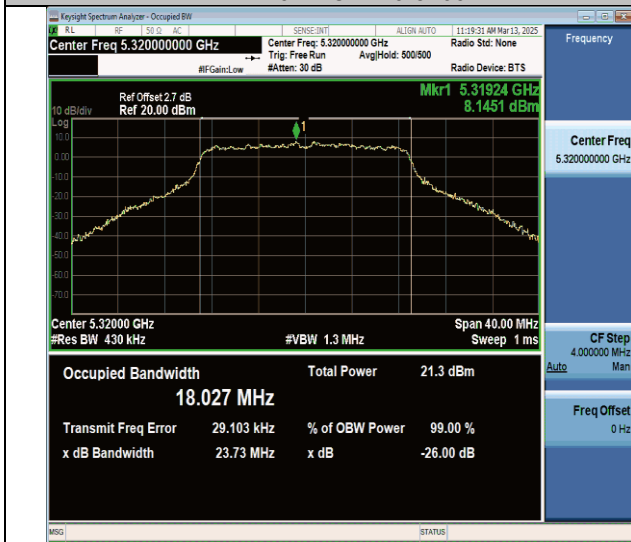 Keysight Spectrum Analyzer - Occupied BW
RL RF 50 Ω AC SENSE:INT ALIGN AUTO 11:19:31 AM Mar 13, 2025
Center Freq 5.320000000 GHz
Center Freq: 5.320000000 GHz Radio Std: None
Trig: Free Run Avg|Hold: 500/500
#IFGain:Low #Atten: 30 dB Radio Device: BTS
Frequency
Mkr1 5.31924 GHz
8.1451 dBm
Ref Offset 2.7 dB
10 dB/div Ref 20.00 dBm
Log
1
10.0
0.00
-10.0
-20.0
-30.0
-40.0
-50.0
-60.0
-70.0
Center 5.32000 GHz Span 40.00 MHz
#Res BW 430 kHz #VBW 1.3 MHz Sweep 1 ms
Occupied Bandwidth Total Power 21.3 dBm
18.027 MHz
Transmit Freq Error 29.103 kHz % of OBW Power 99.00 %
x dB Bandwidth 23.73 MHz x dB -26.00 dB
Center Freq
5.320000000 GHz
CF Step
4.000000 MHz
Auto Man
Freq Offset
0 Hz
MSG STATUS